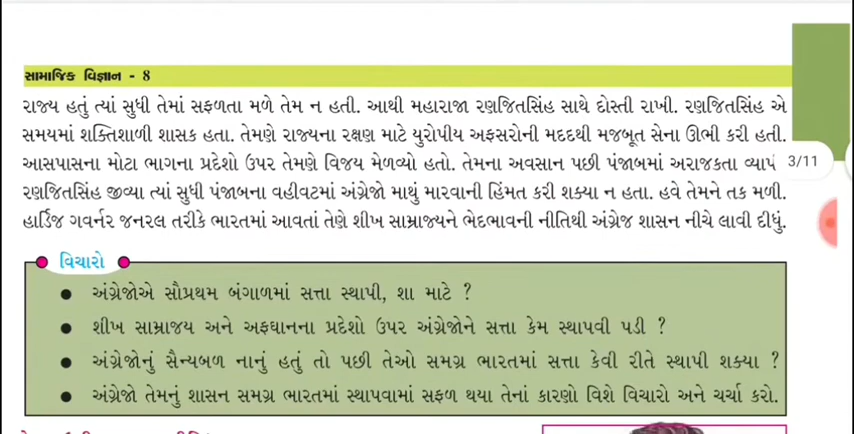 સામાજિક વિજ્ઞાન - 8
રાજ્ય હતું ત્યાં સુધી તેમાં સફળતા મળે તેમ ન હતી. આથી મહારાજા રણજિતસિંહ સાથે દોસ્તી રાખી. રણજિતસિંહ એ
સમયમાં શક્તિશાળી શાસક હતા. તેમણે રાજ્યના રક્ષણ માટે યુરોપીય અફસરોની મદદથી મજબૂત સેના ઊભી કરી હતી.
આસપાસના મોટા ભાગના પ્રદેશો ઉપર તેમણે વિજય મેળવ્યો હતો. તેમના અવસાન પછી પંજાબમાં અરાજકતા
3/11
રણજિતસિંહ જીવ્યા ત્યાં સુધી પંજાબના વહીવટમાં અંગ્રેજો માથું મારવાની હિંમત કરી શક્યા ન હતા. હવે તેમને તક મળી.
હાર્ડિંજ ગવર્નર જનરલ તરીકે ભારતમાં આવતાં તેણે શીખ સામ્રાજ્યને ભેદભાવની નીતિથી અંગ્રેજ શાસન નીચે લાવી દીધું.
વિચારો
● અંગ્રેજોએ સૌપ્રથમ બંગાળમાં સત્તા સ્થાપી, શા માટે ?
● શીખ સામ્રાજ્ય અને અફઘાનના પ્રદેશો ઉપર અંગ્રેજોને સત્તા કેમ સ્થાપવી પડી ?
● અંગ્રેજોનું સૈન્યબળ નાનું હતું તો પછી તેઓ સમગ્ર ભારતમાં સત્તા કેવી રીતે સ્થાપી શક્યા ?
● અંગ્રેજો તેમનું શાસન સમગ્ર ભારતમાં સ્થાપવામાં સફળ થયા તેનાં કારણો વિશે વિચારો અને ચર્ચા કરો.